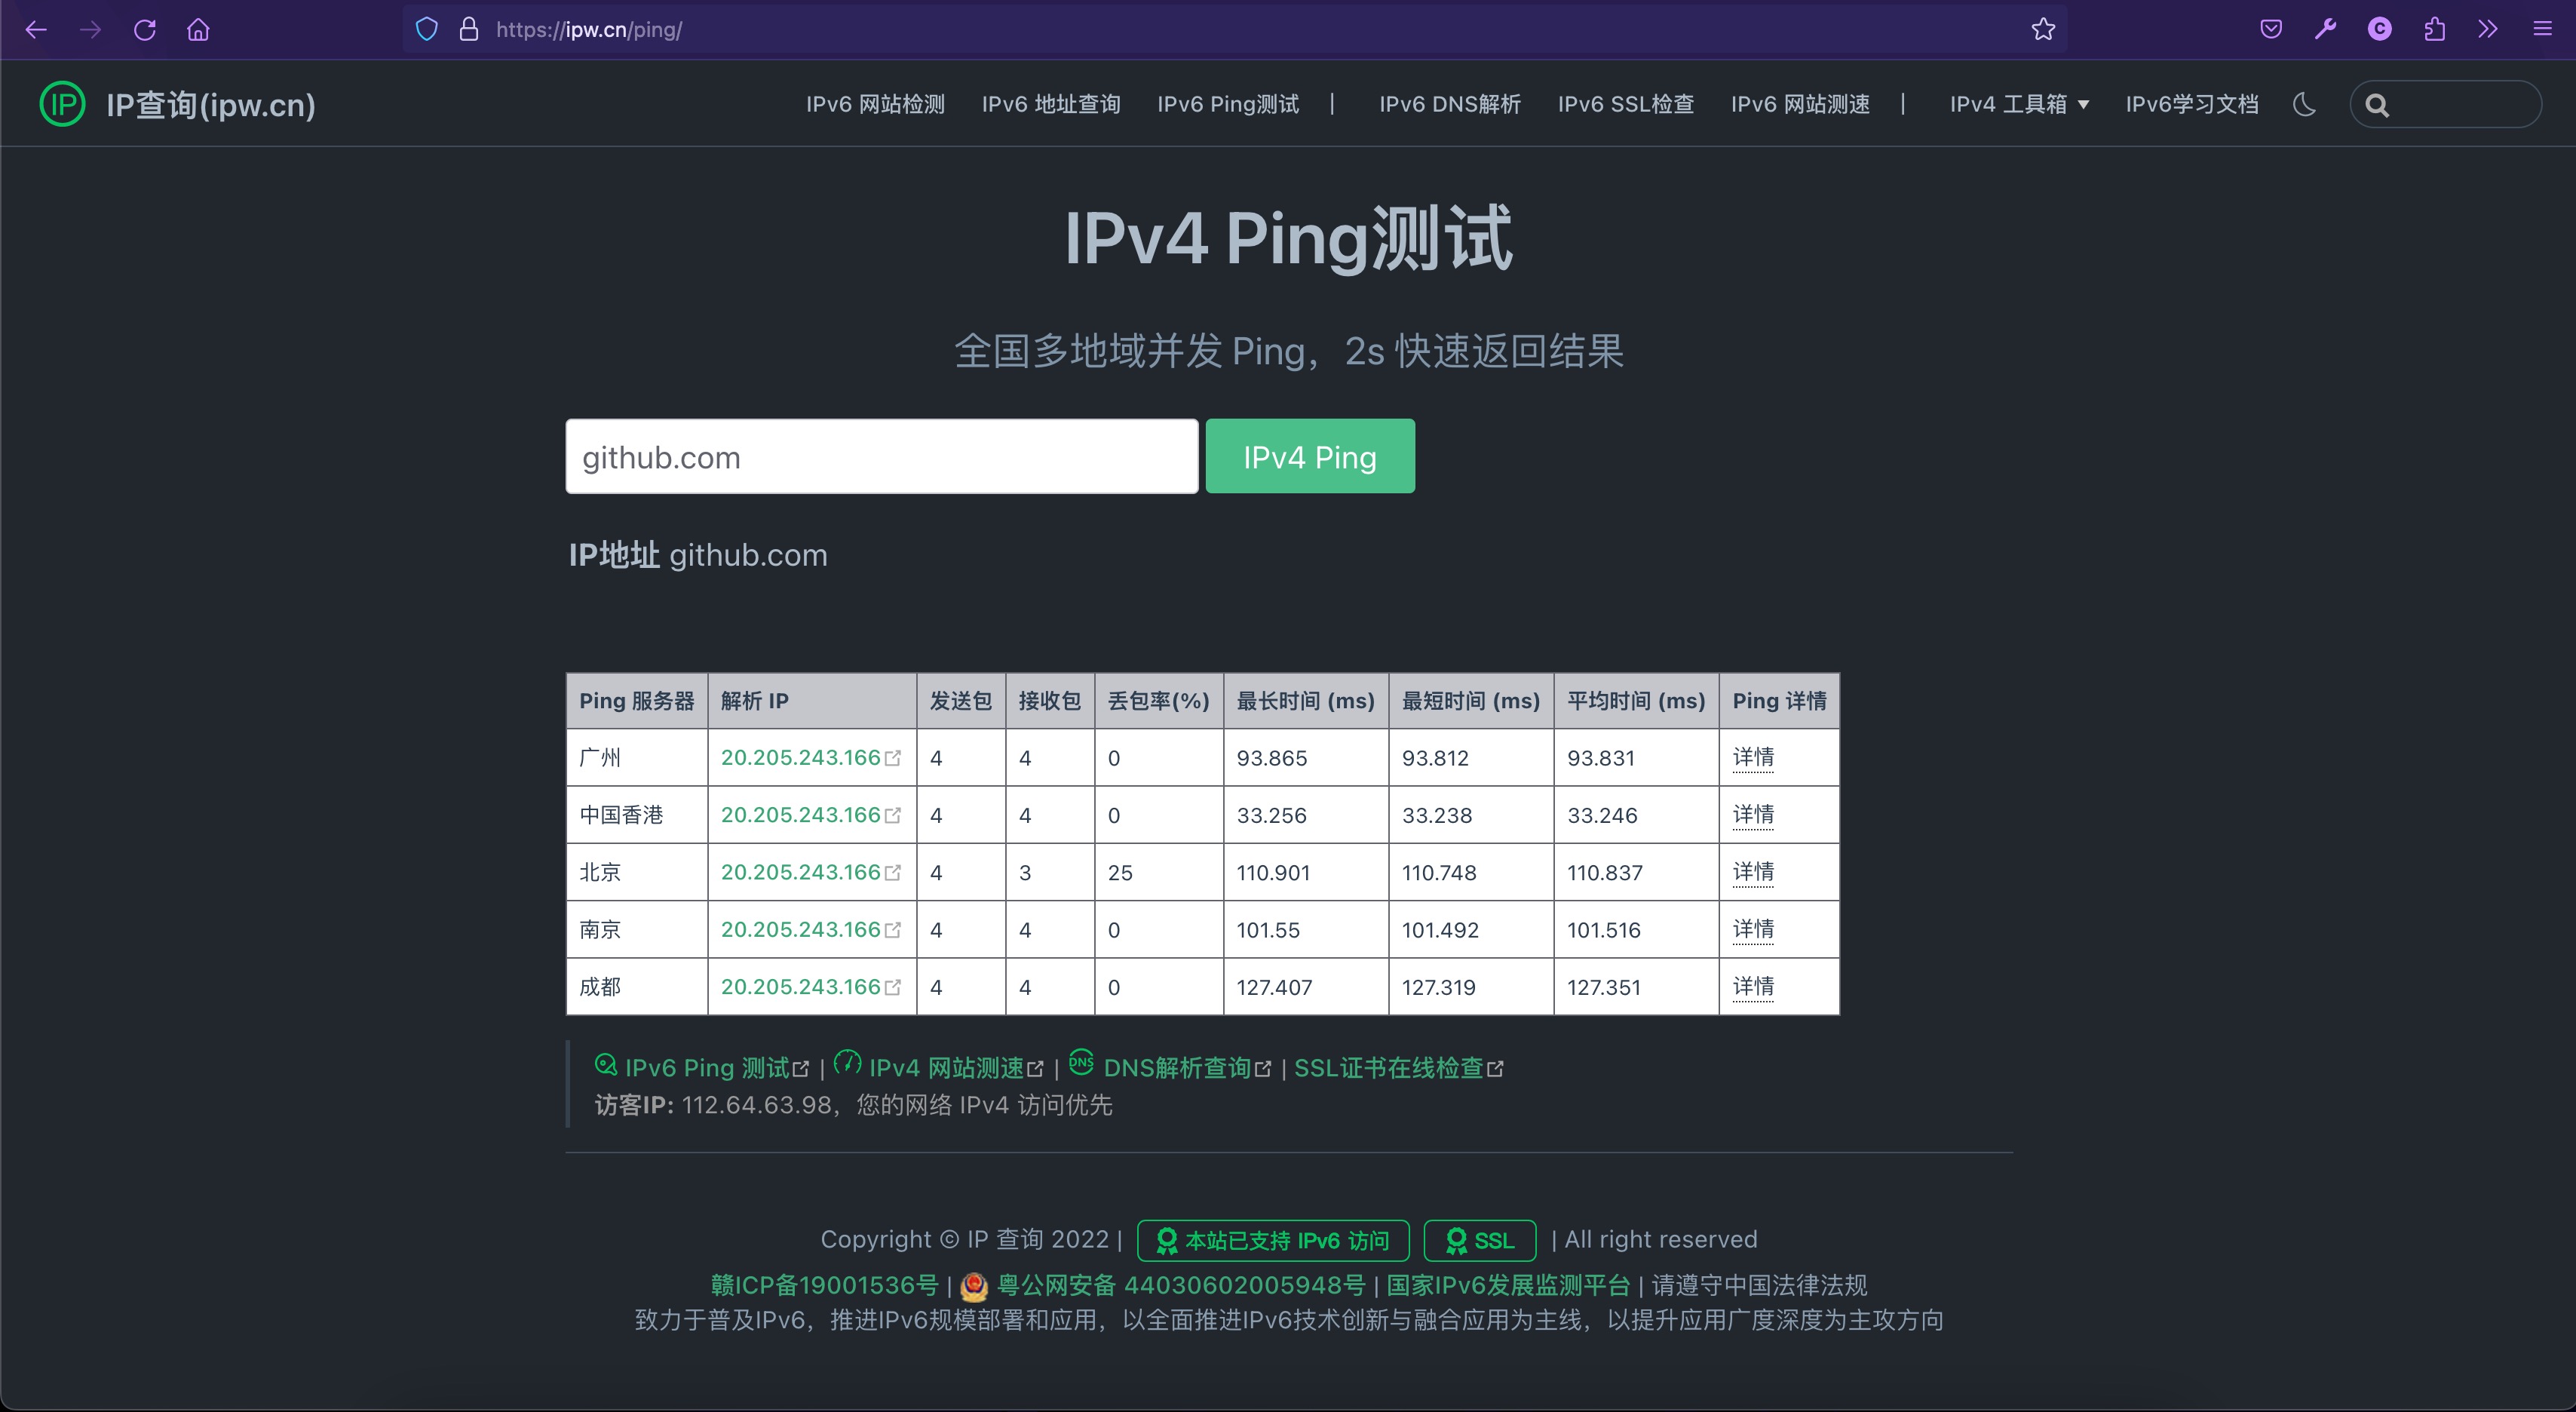 https://ipw.cn/ping/
IP IP查询(ipw.cn) IPv6 网站检测 IPv6 地址查询 IPv6 Ping测试 | IPv6 DNS解析 IPv6 SSL检查 IPv6 网站测速 | IPv4 工具箱 IPv6学习文档
IPv4 Ping测试
全国多地域并发 Ping，2s 快速返回结果
github.com IPv4 Ping
IP地址 github.com
Ping 服务器 解析 IP 发送包 接收包 丢包率(%) 最长时间 (ms) 最短时间 (ms) 平均时间 (ms) Ping 详情
广州 20.205.243.166 4 4 0 93.865 93.812 93.831 详情
中国香港 20.205.243.166 4 4 0 33.256 33.238 33.246 详情
北京 20.205.243.166 4 3 25 110.901 110.748 110.837 详情
南京 20.205.243.166 4 4 0 101.55 101.492 101.516 详情
成都 20.205.243.166 4 4 0 127.407 127.319 127.351 详情
IPv6 Ping 测试 | IPv4 网站测速 | DNS DNS解析查询 | SSL证书在线检查
访客IP: 112.64.63.98，您的网络 IPv4 访问优先
Copyright © IP 查询 2022 | 本站已支持 IPv6 访问 SSL | All right reserved
赣ICP备19001536号 | 粤公网安备 44030602005948号 | 国家IPv6发展监测平台 | 请遵守中国法律法规
致力于普及IPv6，推进IPv6规模部署和应用，以全面推进IPv6技术创新与融合应用为主线，以提升应用广度深度为主攻方向